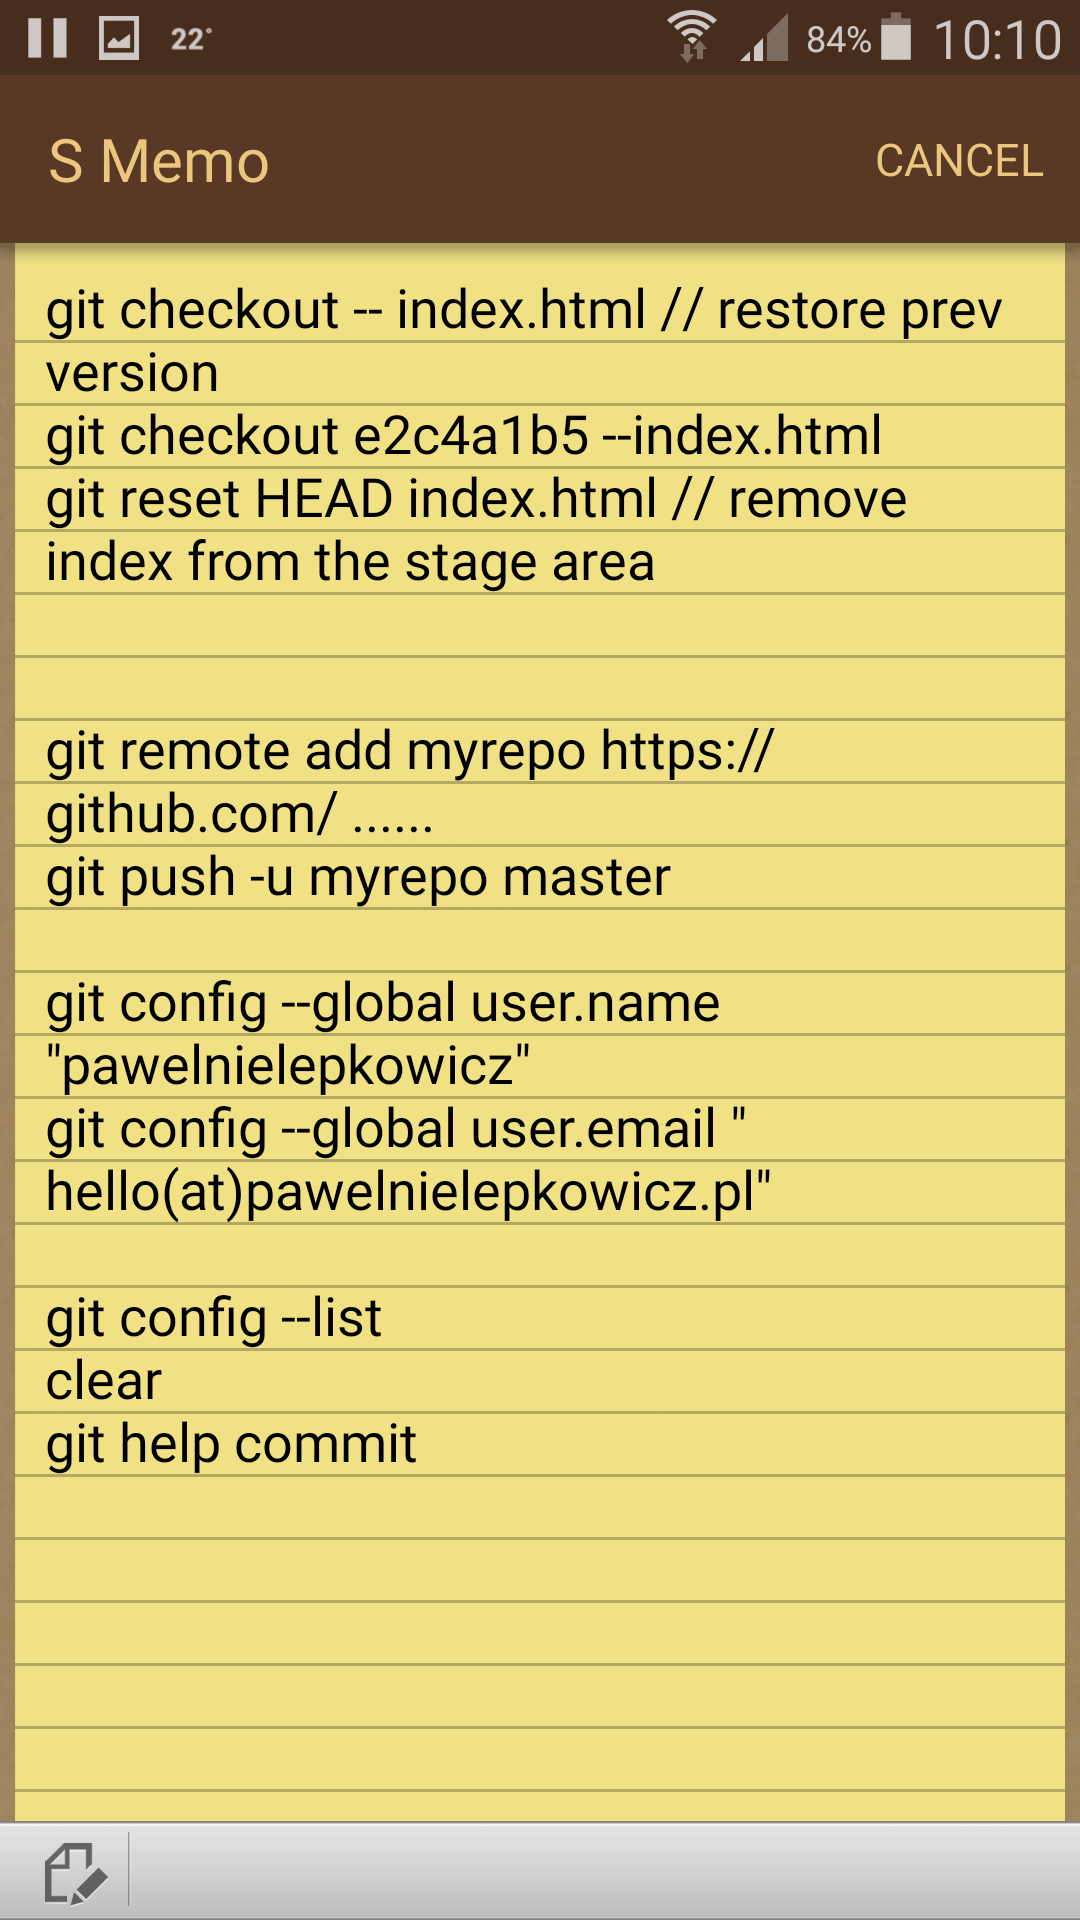 22°
84% 10:10
S Memo
CANCEL
git checkout -- index.html // restore prev
version
git checkout e2c4a1b5 --index.html
git reset HEAD index.html // remove
index from the stage area
git remote add myrepo https://
github.com/ ......
git push -u myrepo master
git config --global user.name
"pawelnielepkowicz"
git config --global user.email "
hello(at)pawelnielepkowicz.pl"
git config --list
clear
git help commit